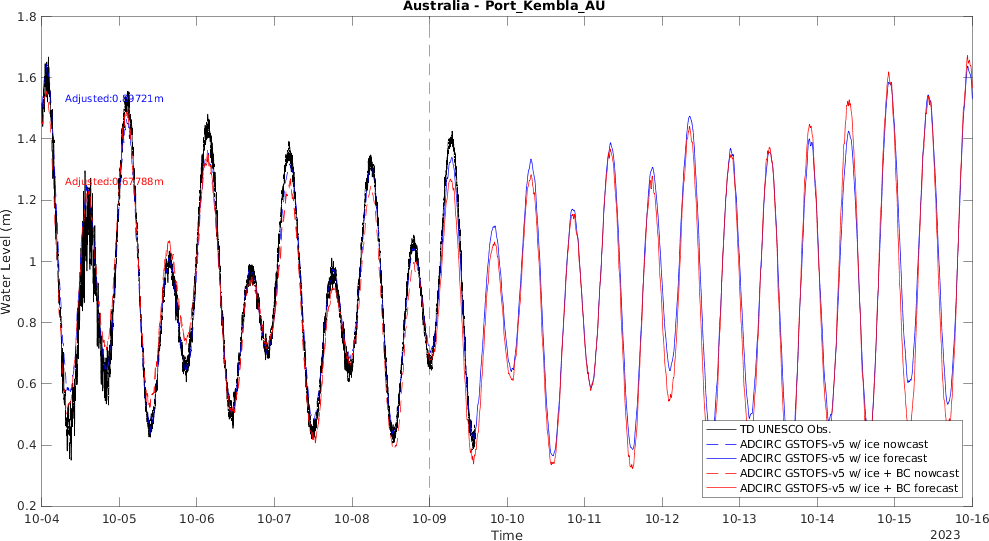 Australia - Port_Kembla_AU
1.8
1.6
1.4
1.2
1
0.8
0.6
0.4
0.2
Water Level (m)
Adjusted:0.89721m
Adjusted:0.67788m
TD UNESCO Obs.
ADCIRC GSTOFS-v5 w/ ice nowcast
ADCIRC GSTOFS-v5 w/ ice forecast
ADCIRC GSTOFS-v5 w/ ice + BC nowcast
ADCIRC GSTOFS-v5 w/ ice + BC forecast
10-04 10-05 10-06 10-07 10-08 10-09 10-10 10-11 10-12 10-13 10-14 10-15 10-16
Time
2023